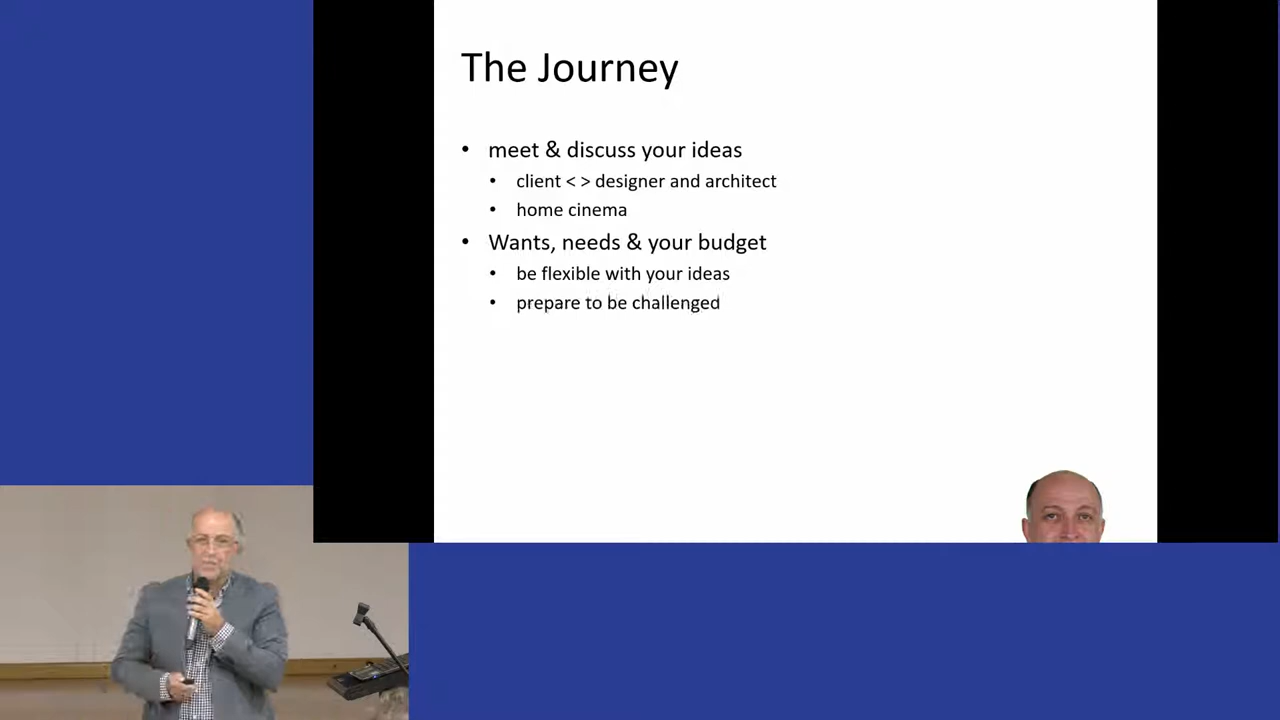 The Journey
• meet & discuss your ideas
• client < > designer and architect
• home cinema
• Wants, needs & your budget
• be flexible with your ideas
• prepare to be challenged